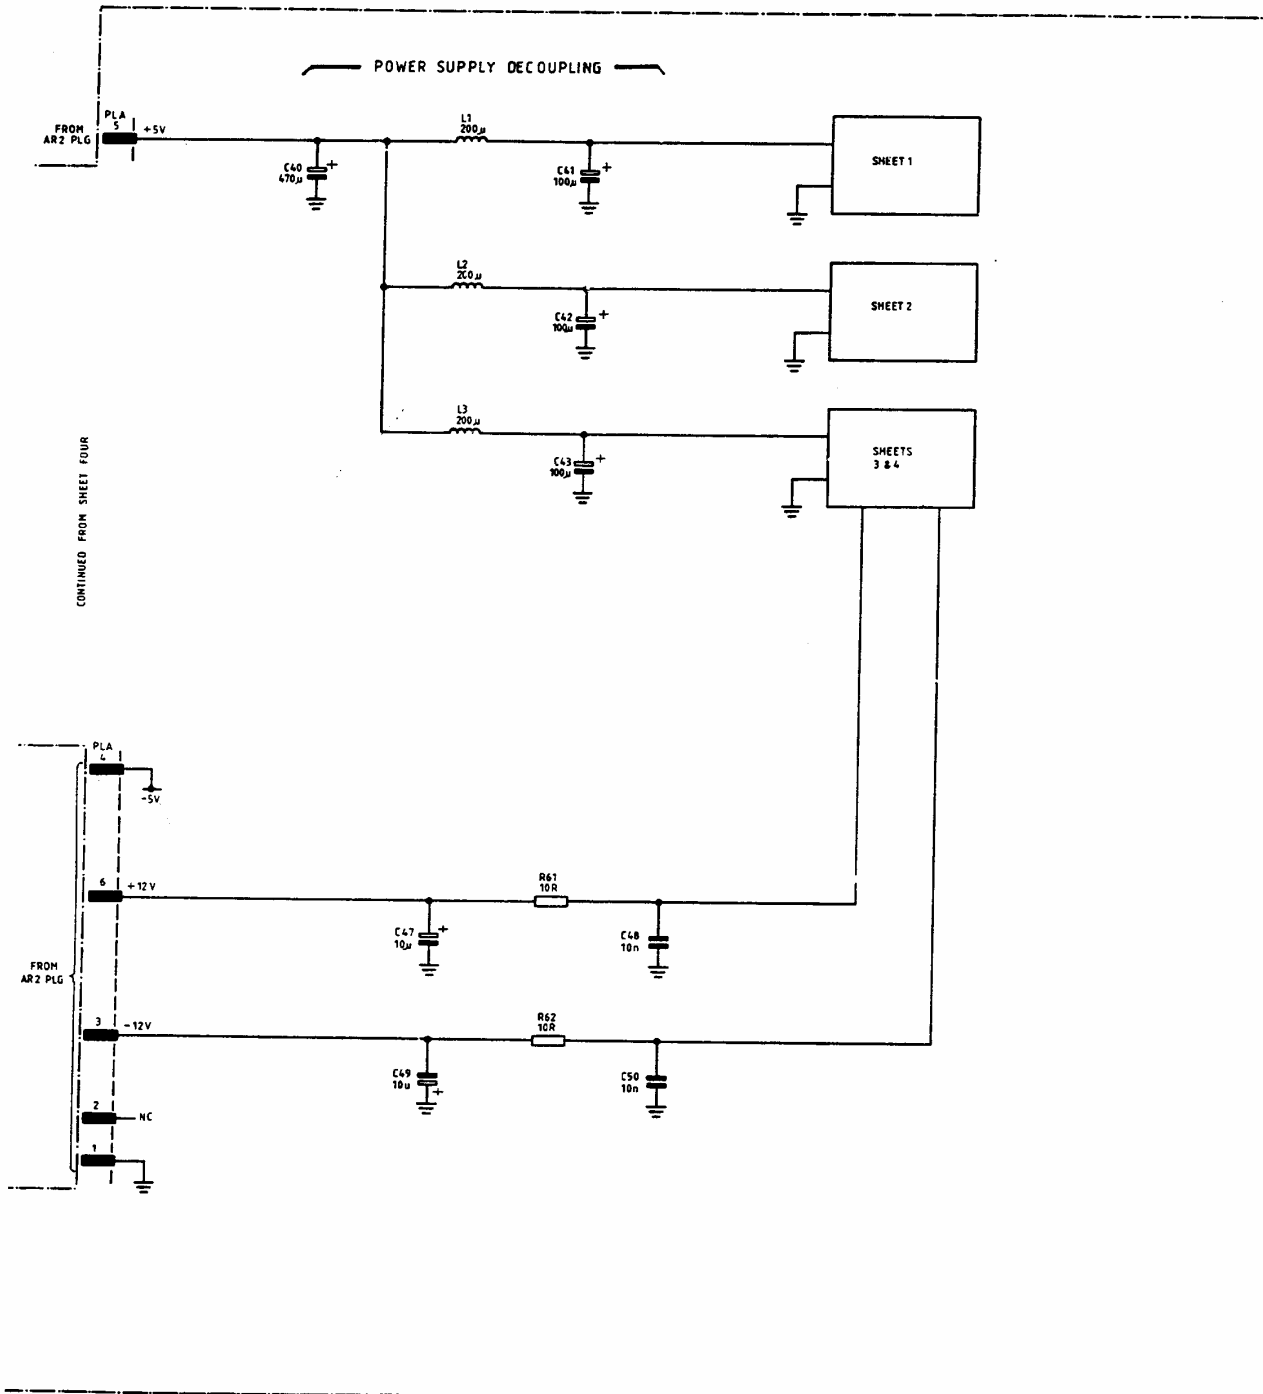 POWER SUPPLY DECOUPLING
FROM
AR2 PLG
PLA
5
+5V
C40
470µ
+
L1
200µ
C41
100µ
+
SHEET 1
L2
200µ
C42
100µ
+
SHEET 2
L3
200µ
C43
100µ
+
SHEETS
3 & 4
CONTINUED FROM SHEET FOUR
PLA
4
-5V
6
+12V
C47
10µ
+
R61
10R
C48
10n
FROM
AR2 PLG
3
-12V
C49
10u
+
R62
10R
C50
10n
2
NC
1